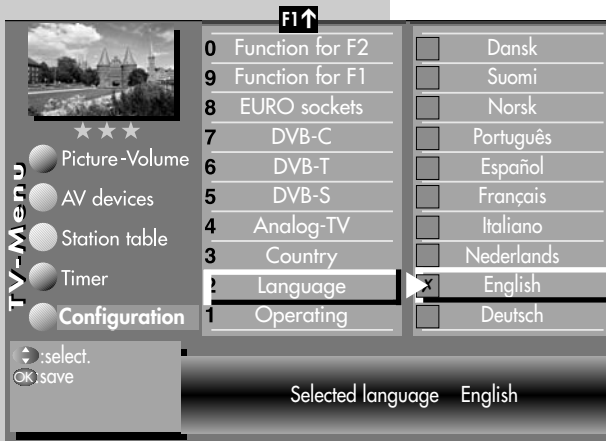 F1↑
TV-Menu
Picture-Volume
AV devices
Station table
Timer
Configuration
0 Function for F2
9 Function for F1
8 EURO sockets
7 DVB-C
6 DVB-T
5 DVB-S
4 Analog-TV
3 Country
2 Language
1 Operating
Dansk
Suomi
Norsk
Português
Español
Français
Italiano
Nederlands
x English
Deutsch
:select.
OK:save
Selected language English